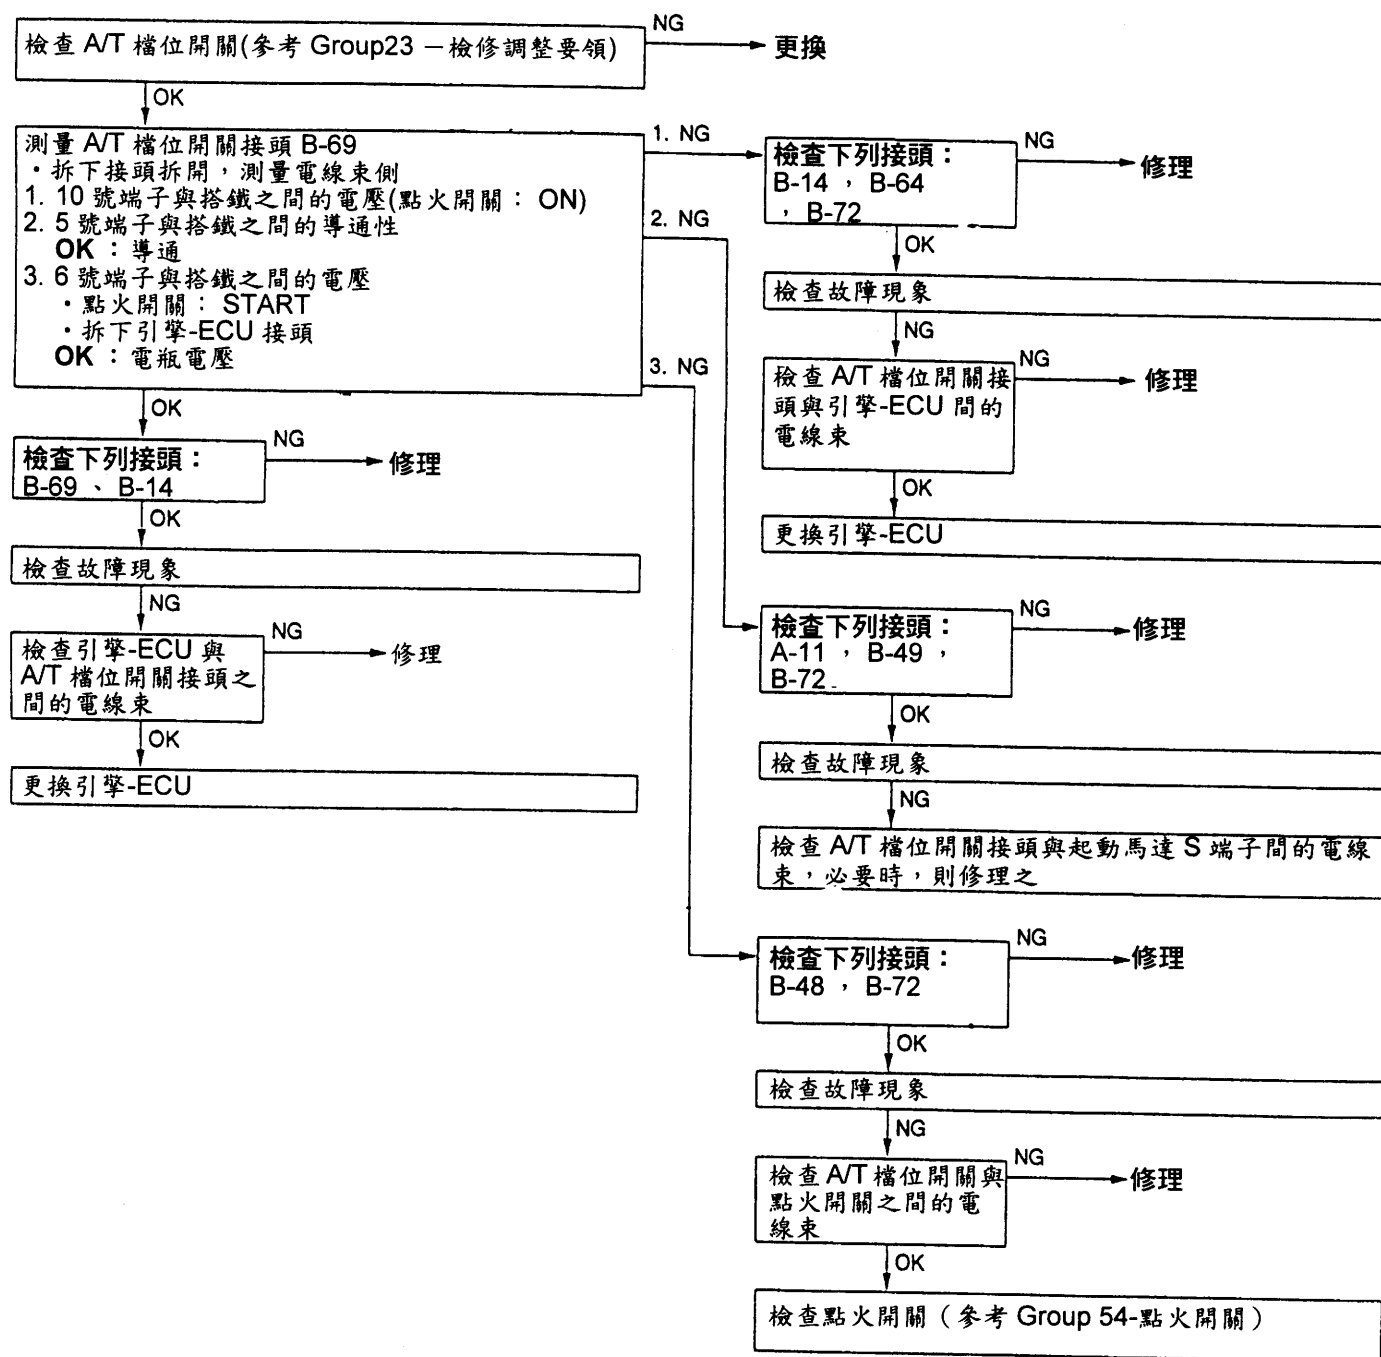 檢查 A/T 檔位開關(參考 Group23 －檢修調整要領)
NG
更換
OK
測量 A/T 檔位開關接頭 B-69
・拆下接頭拆開，測量電線束側
1. 10 號端子與搭鐵之間的電壓(點火開關： ON)
2. 5 號端子與搭鐵之間的導通性
OK ：導通
3. 6 號端子與搭鐵之間的電壓
・點火開關： START
・拆下引擎-ECU 接頭
OK ：電瓶電壓
OK
檢查下列接頭：
B-69 、 B-14
NG
修理
OK
檢查故障現象
NG
檢查引擎-ECU 與
A/T 檔位開關接頭之
間的電線束
NG
修理
OK
更換引擎-ECU
1. NG
檢查下列接頭：
B-14 ， B-64
， B-72
NG
修理
OK
檢查故障現象
NG
檢查 A/T 檔位開關接
頭與引擎-ECU 間的
電線束
NG
修理
OK
更換引擎-ECU
2. NG
檢查下列接頭：
A-11 ， B-49 ，
B-72
NG
修理
OK
檢查故障現象
NG
檢查 A/T 檔位開關接頭與起動馬達 S 端子間的電線
束，必要時，則修理之
3. NG
檢查下列接頭：
B-48 ， B-72
NG
修理
OK
檢查故障現象
NG
檢查 A/T 檔位開關與
點火開關之間的電
線束
NG
修理
OK
檢查點火開關（參考 Group 54-點火開關）